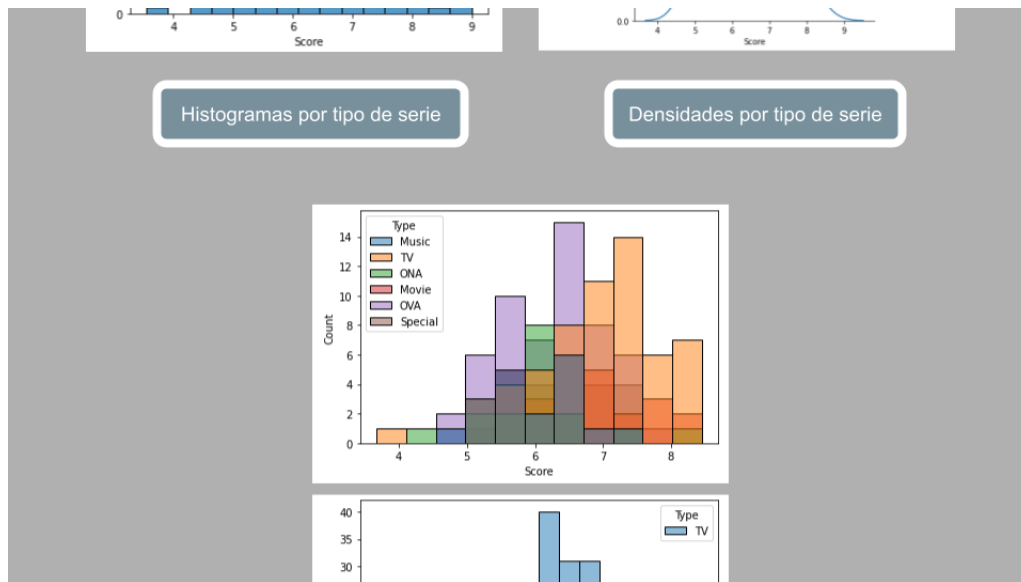 0
4 5 6 7 8 9
Score
0.0
4 5 6 7 8 9
Score
Histogramas por tipo de serie
Densidades por tipo de serie
Type
Music
TV
ONA
Movie
OVA
Special
14
12
10
8
6
4
2
0
Count
4 5 6 7 8
Score
40
35
30
Type
TV